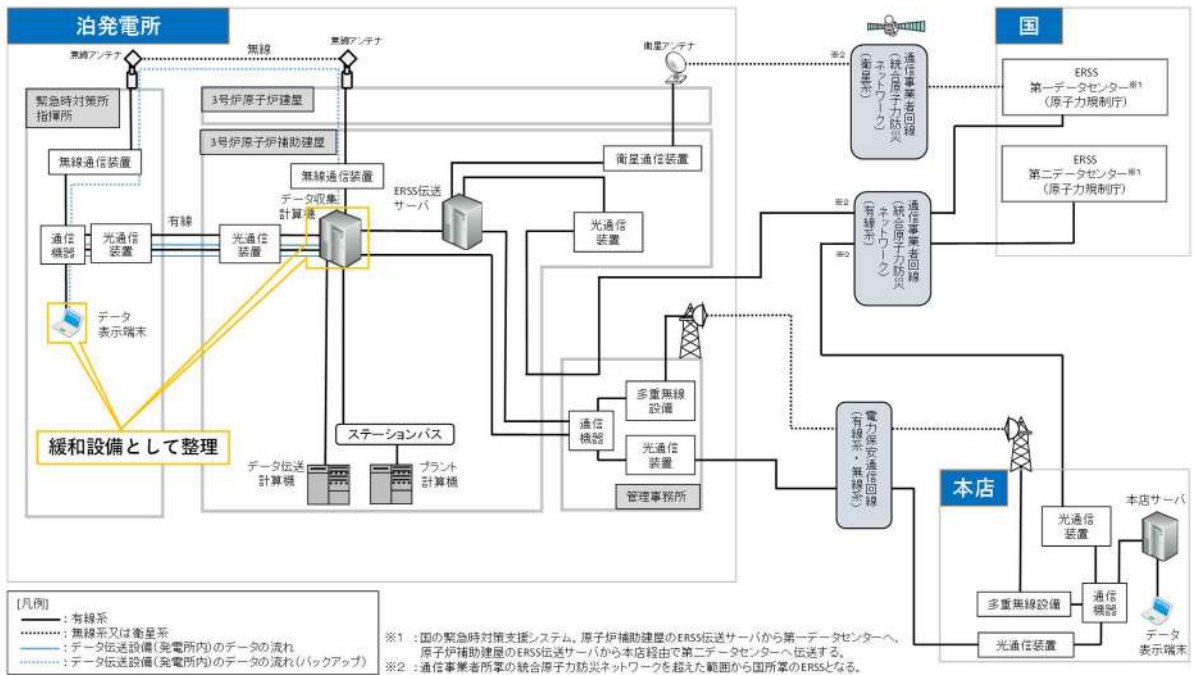 泊発電所
無線アンテナ
無線
無線アンテナ
衛星アンテナ
緊急時対策所
指揮所
3号炉原子炉建屋
3号炉原子炉補助建屋
無線通信装置
無線通信装置
衛星通信装置
データ収集
計算機
ERSS伝送
サーバ
光通信
装置
有線
通信
機器
光通信
装置
光通信
装置
データ
表示端末
緩和設備として整理
ステーションバス
データ伝送
計算機
プラント
計算機
多重無線
設備
通信
機器
光通信
装置
管理事務所
※2
通信事業者回線
(統合原子力防災
ネットワーク)
(衛星系)
※2
※2
通信事業者回線
(統合原子力防災
ネットワーク)
(有線系)
電力保安通信回線
(有線系・無線系)
国
ERSS
第一データセンター※1
(原子力規制庁)
ERSS
第二データセンター※1
(原子力規制庁)
本店
本店サーバ
光通信
装置
多重無線設備
通信
機器
光通信装置
データ
表示端末
[凡例]
:有線系
:無線系又は衛星系
:データ伝送設備(発電所内)のデータの流れ
:データ伝送設備(発電所内)のデータの流れ(バックアップ)
※1 :国の緊急時対策支援システム。原子炉補助建屋のERSS伝送サーバから第一データセンターへ、
原子炉補助建屋のERSS伝送サーバから本店経由で第二データセンターへ伝送する。
※2 :通信事業者所掌の統合原子力防災ネットワークを超えた範囲から国所掌のERSSとなる。